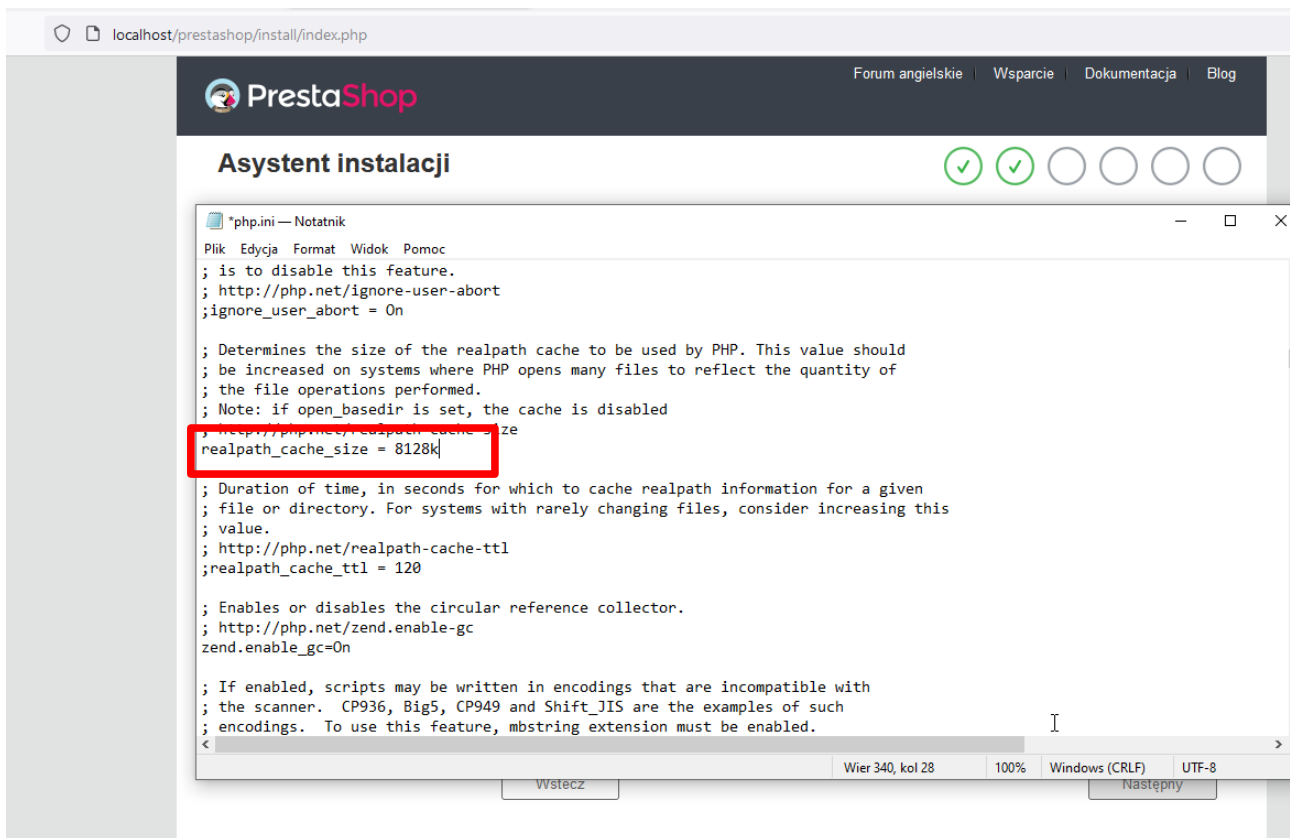 localhost/prestashop/install/index.php
PrestaShop
Forum angielskie | Wsparcie | Dokumentacja | Blog
Asystent instalacji
*php.ini — Notatnik
Plik Edycja Format Widok Pomoc
; is to disable this feature.
; http://php.net/ignore-user-abort
;ignore_user_abort = On
; Determines the size of the realpath cache to be used by PHP. This value should
; be increased on systems where PHP opens many files to reflect the quantity of
; the file operations performed.
; Note: if open_basedir is set, the cache is disabled
; http://php.net/realpath-cache-size
realpath_cache_size = 8128k
; Duration of time, in seconds for which to cache realpath information for a given
; file or directory. For systems with rarely changing files, consider increasing this
; value.
; http://php.net/realpath-cache-ttl
;realpath_cache_ttl = 120
; Enables or disables the circular reference collector.
; http://php.net/zend.enable-gc
zend.enable_gc=On
; If enabled, scripts may be written in encodings that are incompatible with
; the scanner.  CP936, Big5, CP949 and Shift_JIS are the examples of such
; encodings.  To use this feature, mbstring extension must be enabled.
Wier 340, kol 28 100% Windows (CRLF) UTF-8
Wstecz Następny